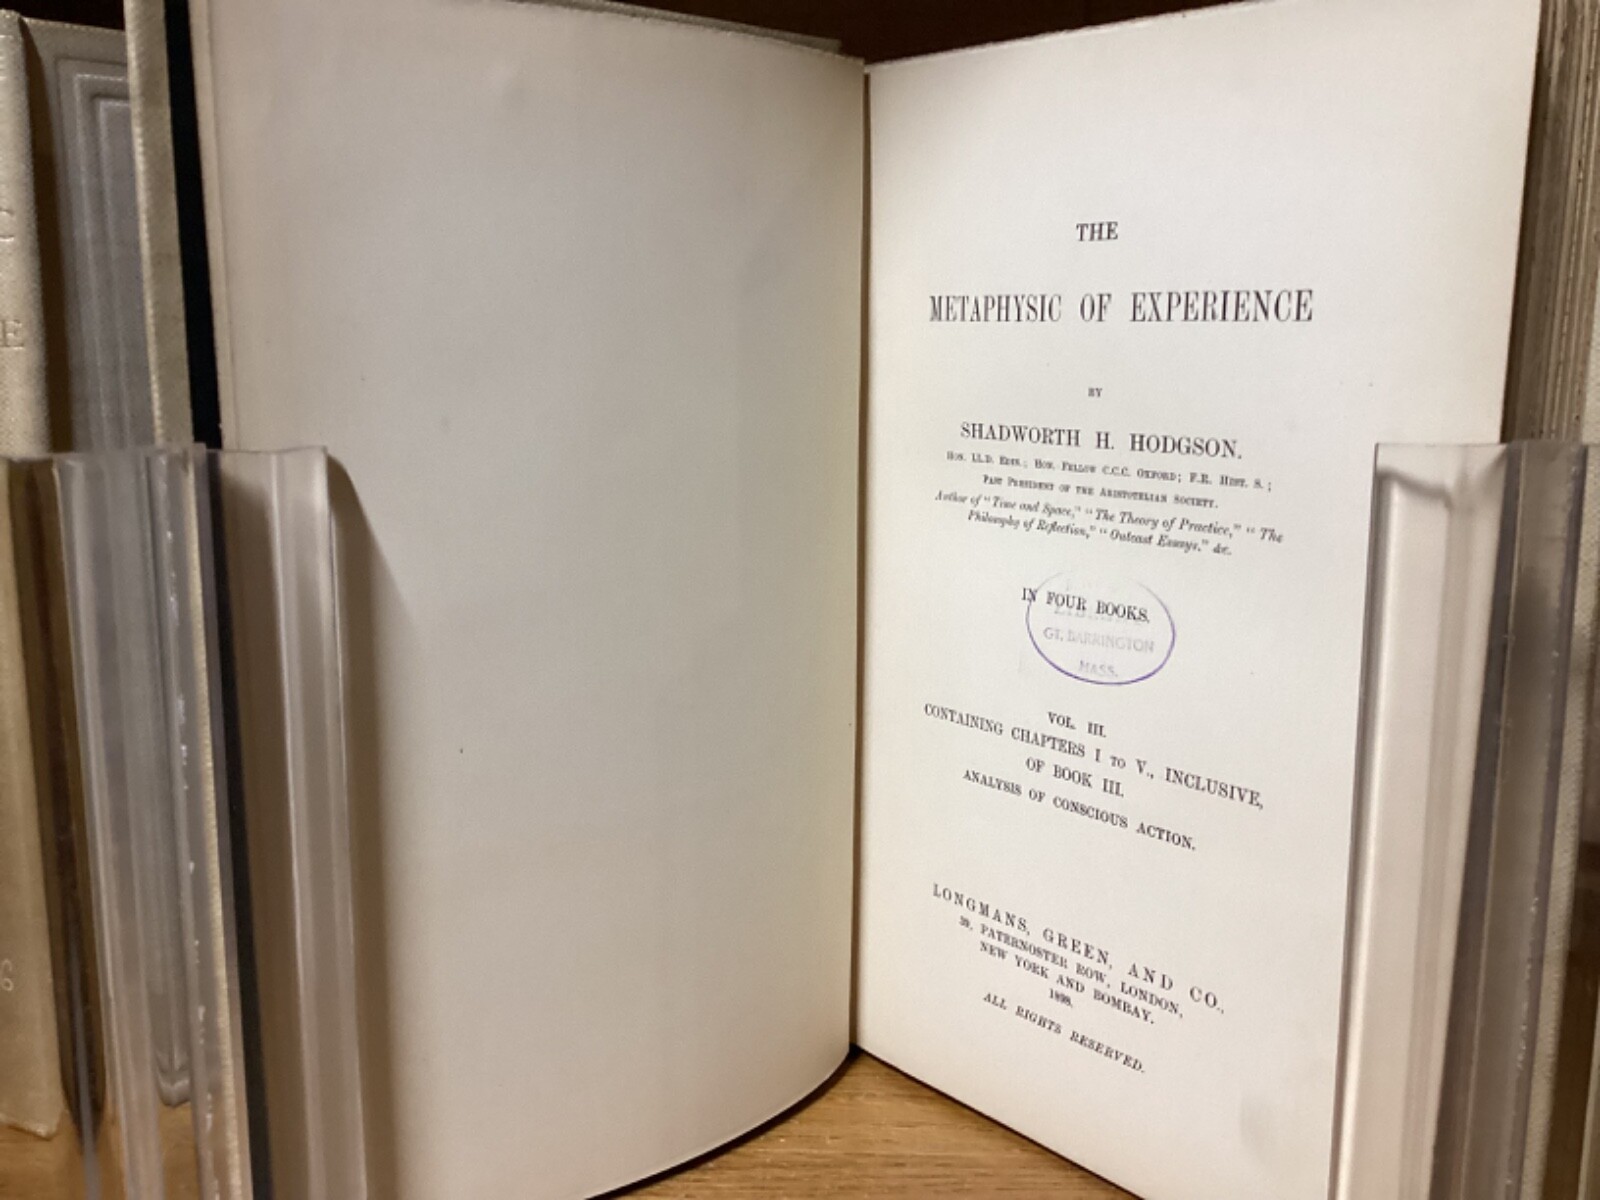 THE
METAPHYSIC OF EXPERIENCE
BY
SHADWORTH H. HODGSON.
HON. LL.D. EDIN.; HON. FELLOW C.C.C. OXFORD; F.R. HIST. S.;
PAST PRESIDENT OF THE ARISTOTELIAN SOCIETY.
Author of "Time and Space," "The Theory of Practice," "The
Philosophy of Reflection," "Outcast Essays," &c.
IN FOUR BOOKS.
GT. BARRINGTON
MASS.
VOL. III.
CONTAINING CHAPTERS I TO V., INCLUSIVE,
OF BOOK III.
ANALYSIS OF CONSCIOUS ACTION.
LONGMANS, GREEN, AND CO.,
39, PATERNOSTER ROW, LONDON,
NEW YORK AND BOMBAY.
1898.
ALL RIGHTS RESERVED.